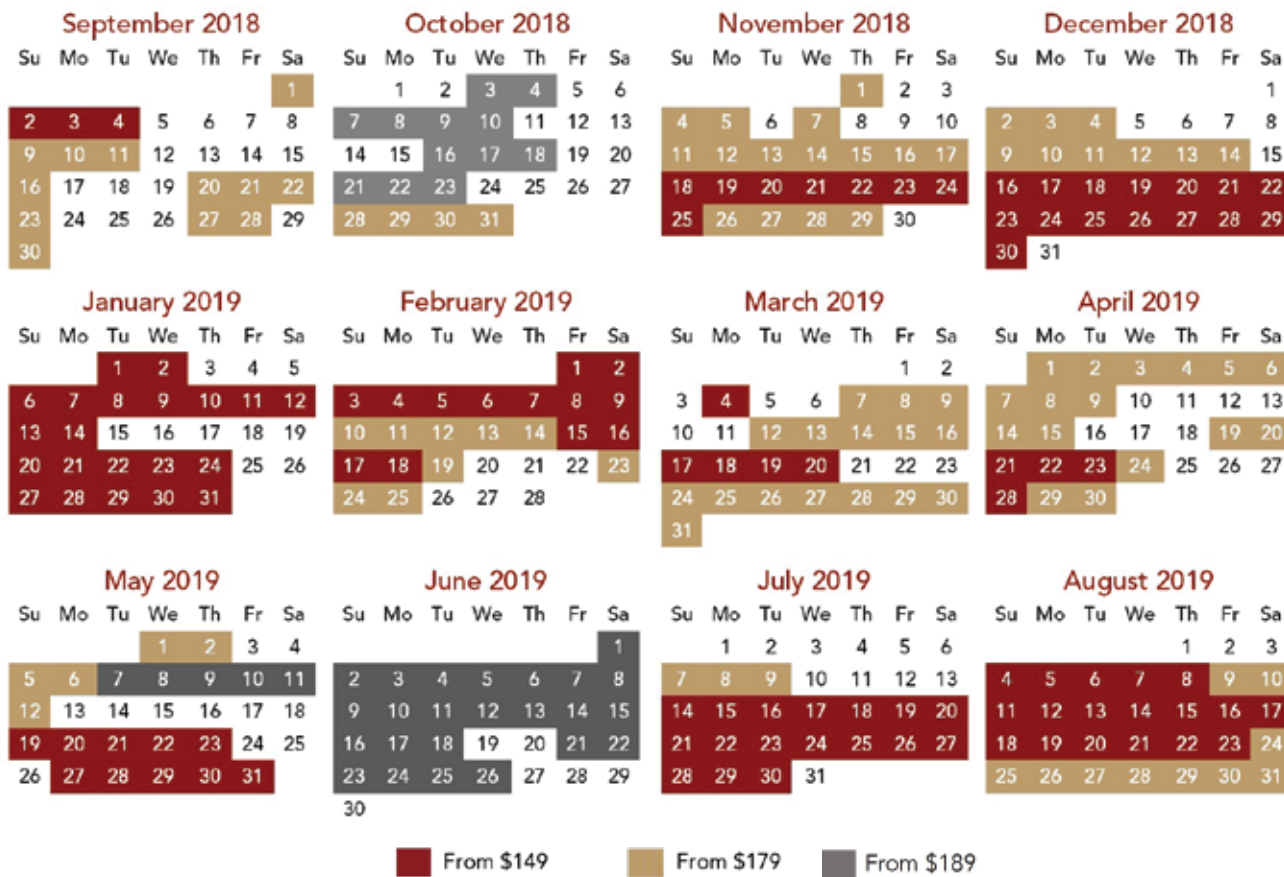 September 2018 October 2018 November 2018 December 2018
Su Mo Tu We Th Fr Sa Su Mo Tu We Th Fr Sa Su Mo Tu We Th Fr Sa Su Mo Tu We Th Fr Sa
1 1 2 3 4 5 6 1 2 3 1
2 3 4 5 6 7 8 7 8 9 10 11 12 13 4 5 6 7 8 9 10 2 3 4 5 6 7 8
9 10 11 12 13 14 15 14 15 16 17 18 19 20 11 12 13 14 15 16 17 9 10 11 12 13 14 15
16 17 18 19 20 21 22 21 22 23 24 25 26 27 18 19 20 21 22 23 24 16 17 18 19 20 21 22
23 24 25 26 27 28 29 28 29 30 31 25 26 27 28 29 30 23 24 25 26 27 28 29
30 30 31
January 2019 February 2019 March 2019 April 2019
Su Mo Tu We Th Fr Sa Su Mo Tu We Th Fr Sa Su Mo Tu We Th Fr Sa Su Mo Tu We Th Fr Sa
1 2 3 4 5 1 2 1 2 1 2 3 4 5 6
6 7 8 9 10 11 12 3 4 5 6 7 8 9 3 4 5 6 7 8 9 7 8 9 10 11 12 13
13 14 15 16 17 18 19 10 11 12 13 14 15 16 10 11 12 13 14 15 16 14 15 16 17 18 19 20
20 21 22 23 24 25 26 17 18 19 20 21 22 23 17 18 19 20 21 22 23 21 22 23 24 25 26 27
27 28 29 30 31 24 25 26 27 28 24 25 26 27 28 29 30 28 29 30
31
May 2019 June 2019 July 2019 August 2019
Su Mo Tu We Th Fr Sa Su Mo Tu We Th Fr Sa Su Mo Tu We Th Fr Sa Su Mo Tu We Th Fr Sa
1 2 3 4 1 1 2 3 4 5 6 1 2 3
5 6 7 8 9 10 11 2 3 4 5 6 7 8 7 8 9 10 11 12 13 4 5 6 7 8 9 10
12 13 14 15 16 17 18 9 10 11 12 13 14 15 14 15 16 17 18 19 20 11 12 13 14 15 16 17
19 20 21 22 23 24 25 16 17 18 19 20 21 22 21 22 23 24 25 26 27 18 19 20 21 22 23 24
26 27 28 29 30 31 23 24 25 26 27 28 29 28 29 30 31 25 26 27 28 29 30 31
30
From $149 From $179 From $189